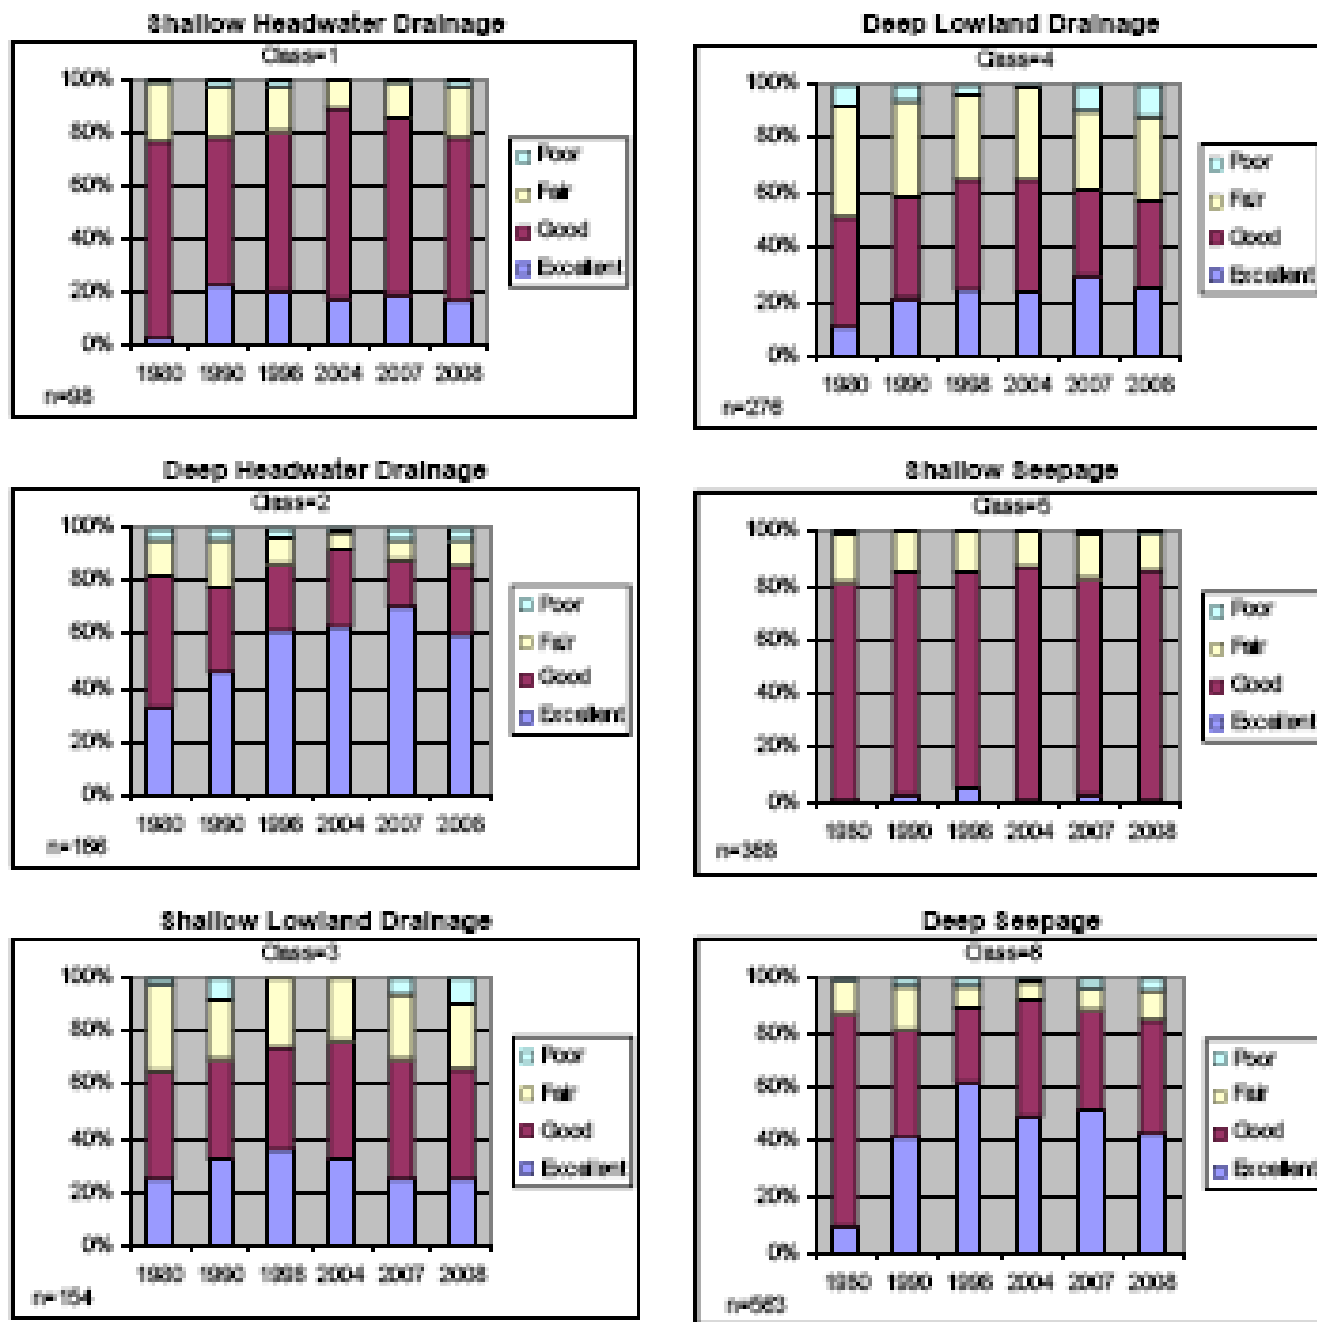 Shallow Headwater Drainage
Class=1
100%
80%
60%
40%
20%
0%
1980 1990 1998 2004 2007 2008
n=98
Poor
Fair
Good
Excellent
Deep Lowland Drainage
Class=4
100%
80%
60%
40%
20%
0%
1980 1990 1998 2004 2007 2008
n=276
Poor
Fair
Good
Excellent
Deep Headwater Drainage
Class=2
100%
80%
60%
40%
20%
0%
1980 1990 1998 2004 2007 2008
Poor
Fair
Good
Excellent
Shallow Seepage
Class=5
100%
80%
60%
40%
20%
0%
1980 1990 1998 2004 2007 2008
Poor
Fair
Good
Excellent
Shallow Lowland Drainage
Class=3
100%
80%
60%
40%
20%
0%
1980 1990 1998 2004 2007 2008
n=154
Poor
Fair
Good
Excellent
Deep Seepage
Class=6
100%
80%
60%
40%
20%
0%
1980 1990 1998 2004 2007 2008
Poor
Fair
Good
Excellent